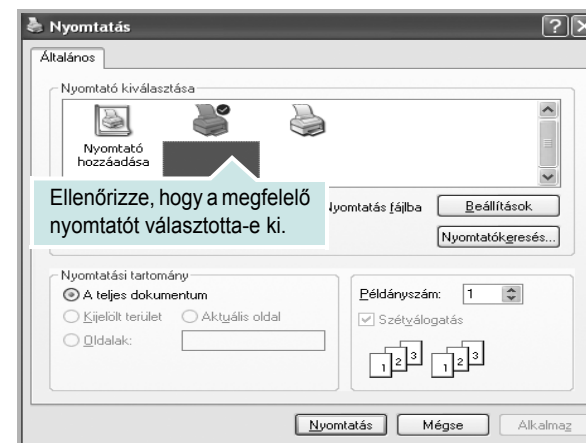 Nyomtatás
Általános
Nyomtató kiválasztása
Nyomtató
hozzáadása
Ellenőrizze, hogy a megfelelő
nyomtatót választotta-e ki.
Nyomtatás fájlba
Beállítások
Nyomtatókeresés...
Nyomtatási tartomány
A teljes dokumentum
Kijelölt terület Aktuális oldal
Oldalak:
Példányszám: 1
Szétválogatás
1 2 3 1 2 3
Nyomtatás Mégse Alkalmaz